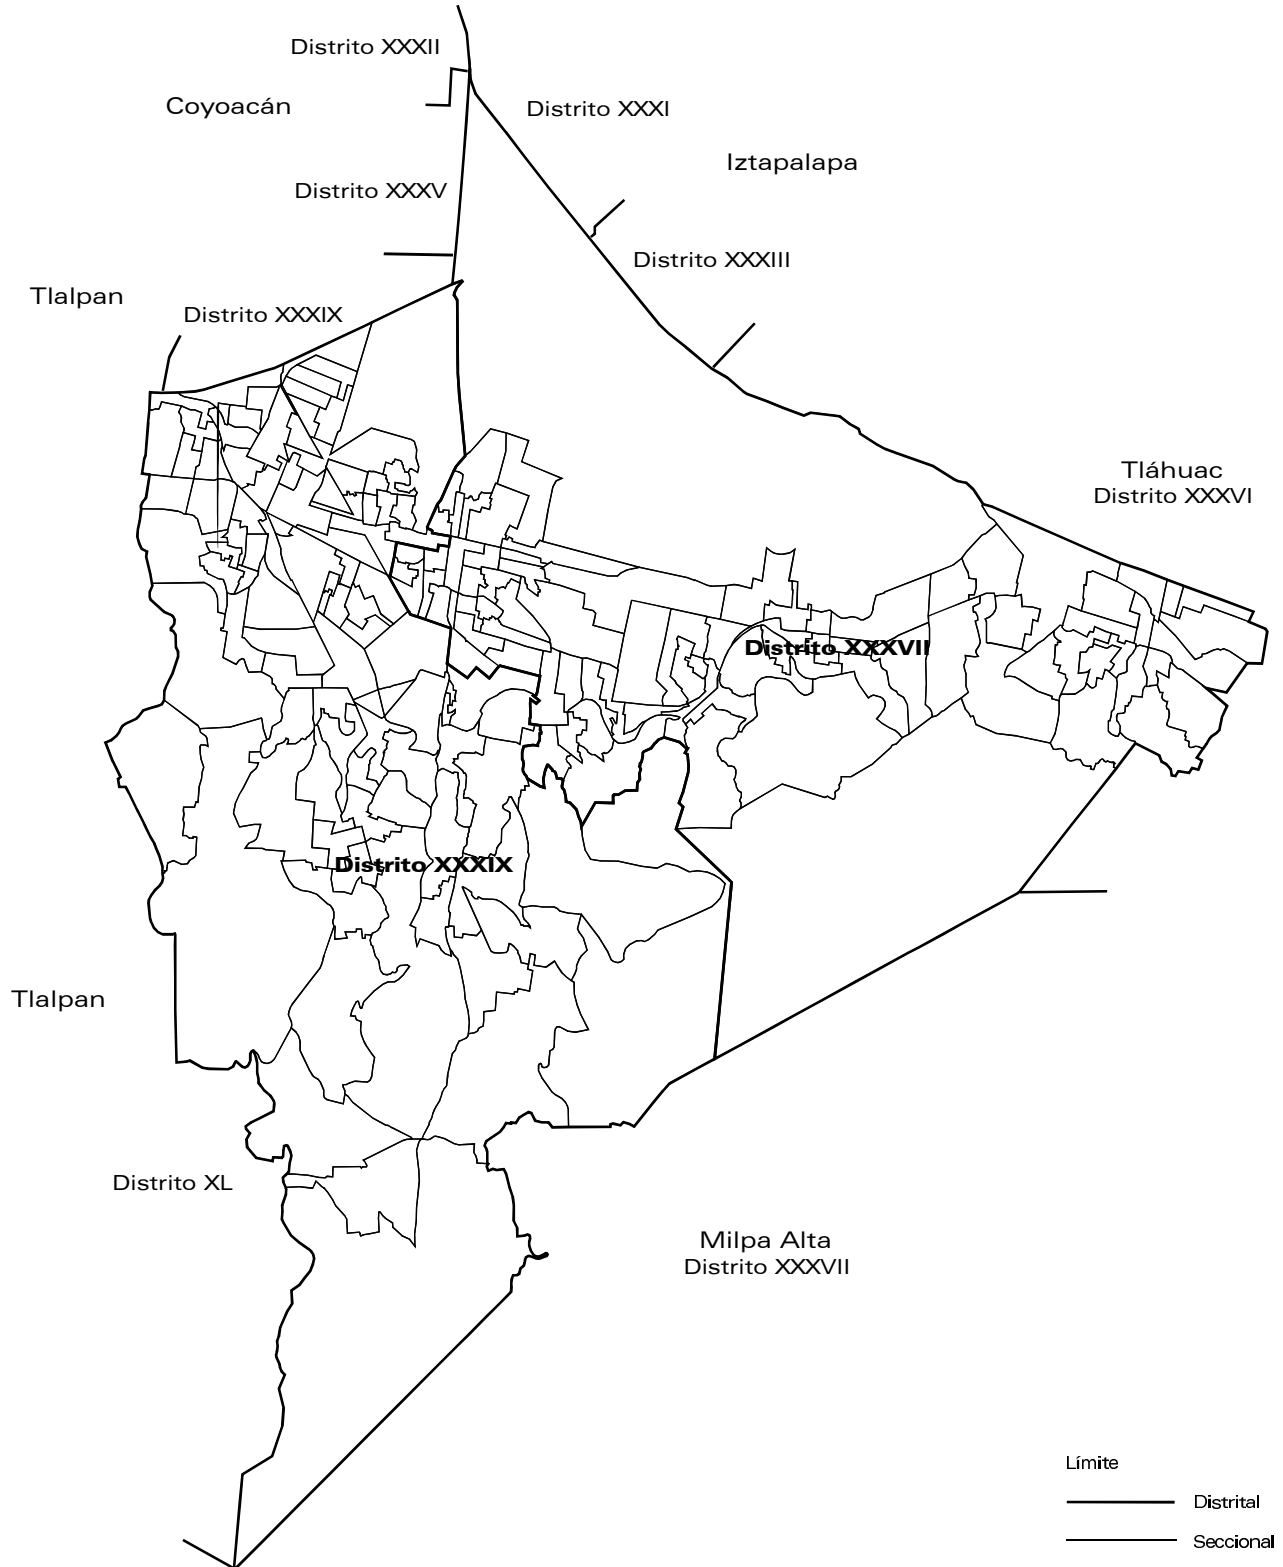 Distrito XXXII
Coyoacán
Distrito XXXI
Iztapalapa
Distrito XXXV
Distrito XXXIII
Tlalpan
Distrito XXXIX
Tláhuac
Distrito XXXVI
Distrito XXXVII
Distrito XXXIX
Tlalpan
Distrito XL
Milpa Alta
Distrito XXXVII
Límite
Distrital
Seccional